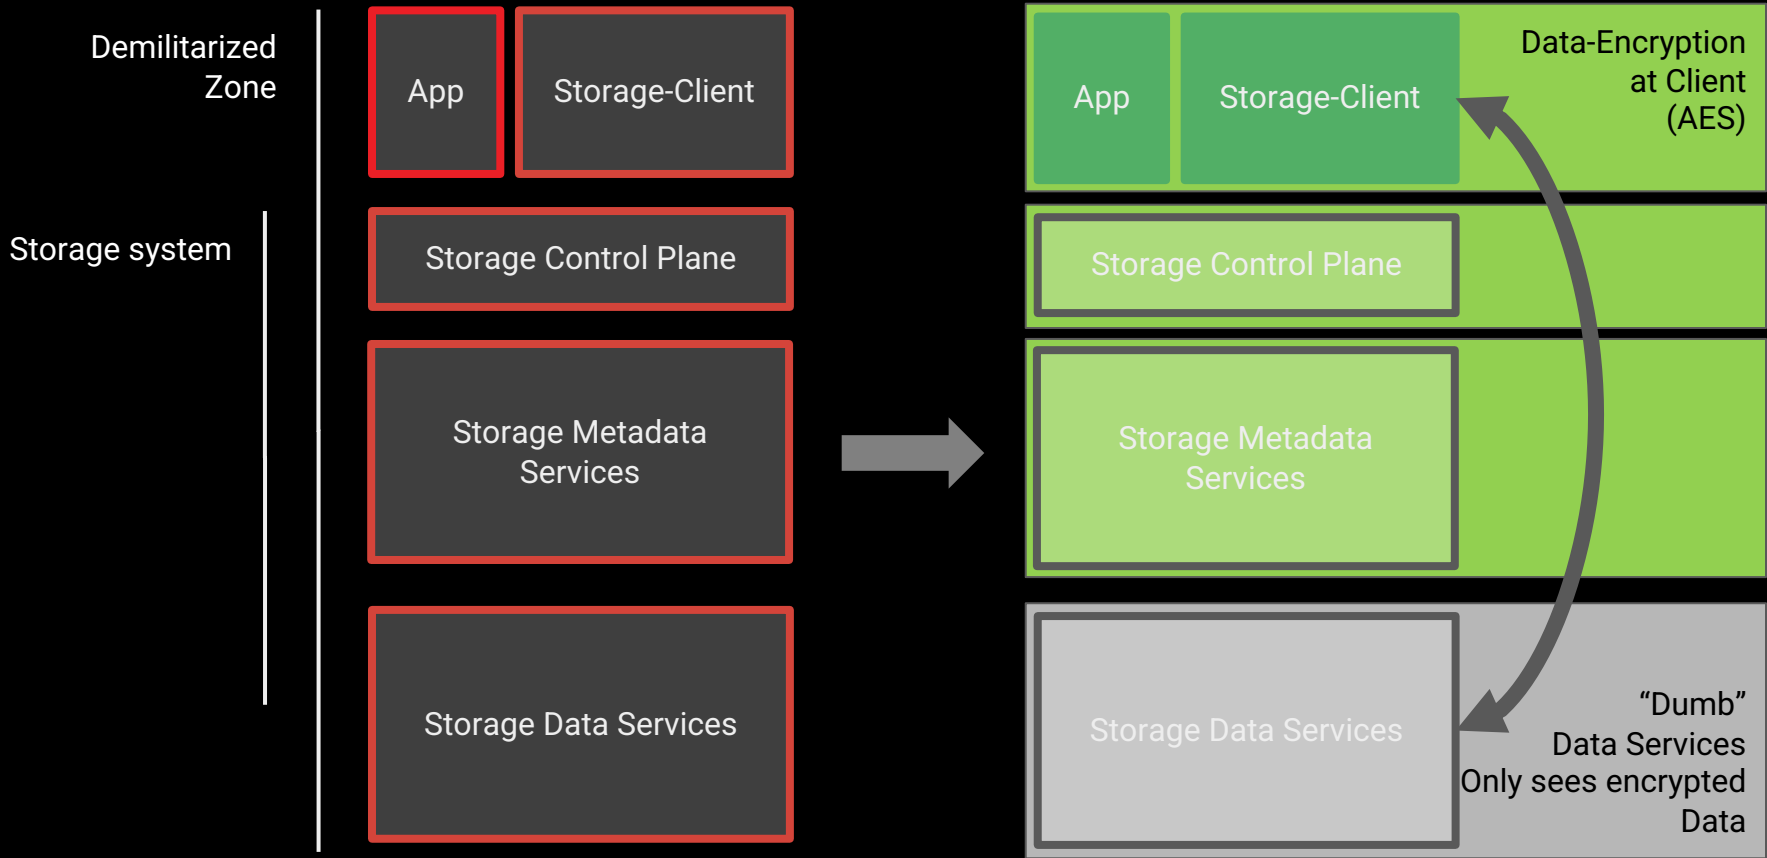 Demilitarized
Zone
Storage system
App
Storage-Client
Storage Control Plane
Storage Metadata
Services
Storage Data Services
App
Storage-Client
Data-Encryption
at Client
(AES)
Storage Control Plane
Storage Metadata
Services
Storage Data Services
“Dumb”
Data Services
Only sees encrypted
Data